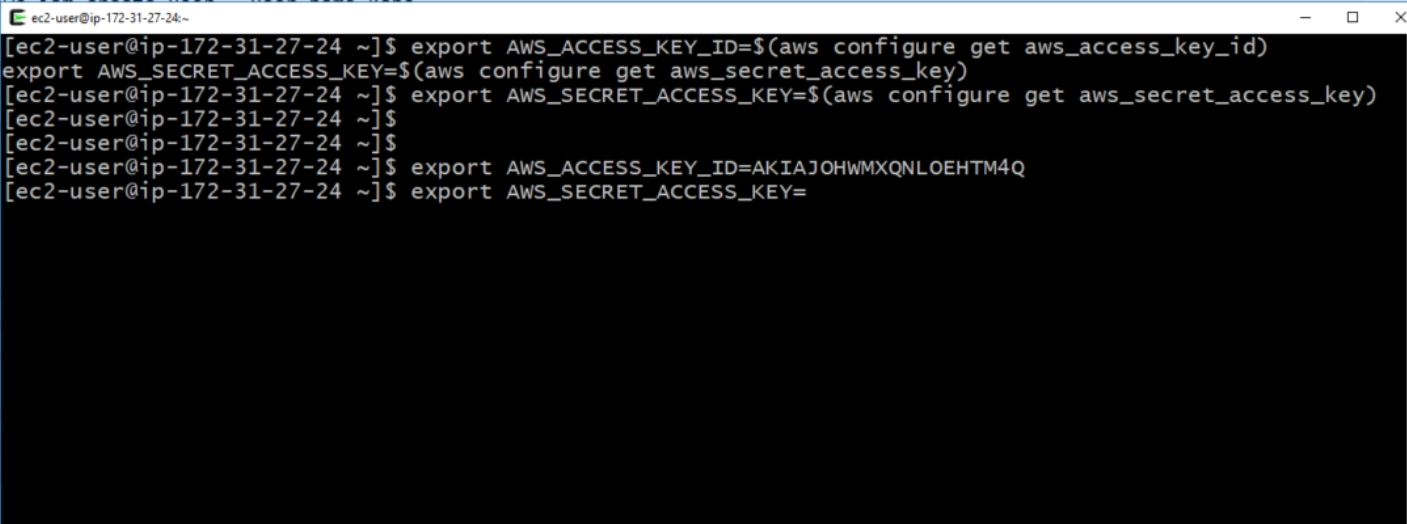 ec2-user@ip-172-31-27-24:~
[ec2-user@ip-172-31-27-24 ~]$ export AWS_ACCESS_KEY_ID=$(aws configure get aws_access_key_id)
export AWS_SECRET_ACCESS_KEY=$(aws configure get aws_secret_access_key)
[ec2-user@ip-172-31-27-24 ~]$ export AWS_SECRET_ACCESS_KEY=$(aws configure get aws_secret_access_key)
[ec2-user@ip-172-31-27-24 ~]$
[ec2-user@ip-172-31-27-24 ~]$
[ec2-user@ip-172-31-27-24 ~]$ export AWS_ACCESS_KEY_ID=AKIAJOHWMXQNLOEHTM4Q
[ec2-user@ip-172-31-27-24 ~]$ export AWS_SECRET_ACCESS_KEY=